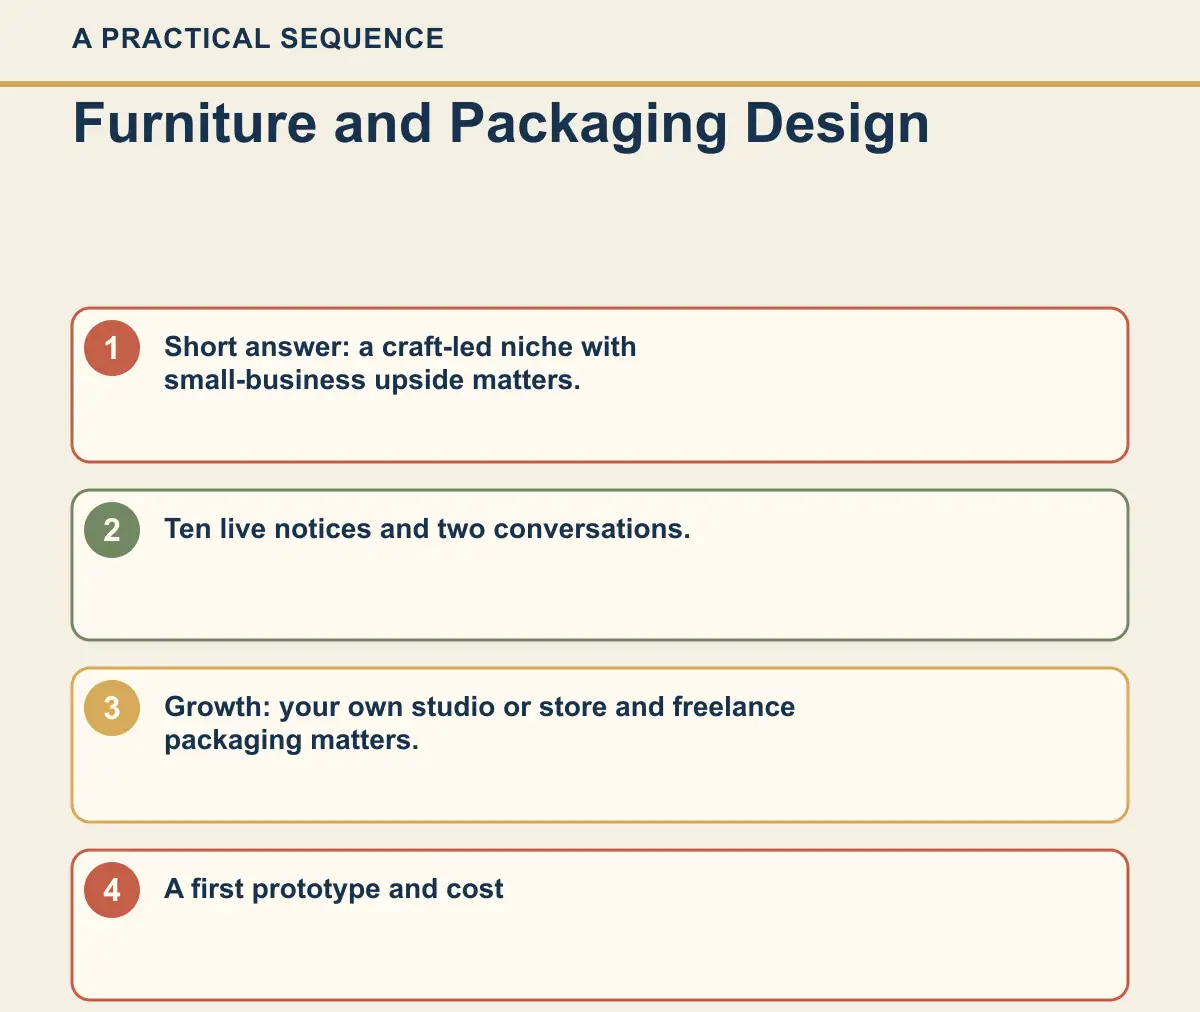 A PRACTICAL SEQUENCE
Furniture and Packaging Design
1
Short answer: a craft-led niche with
small-business upside matters.
2
Ten live notices and two conversations.
3
Growth: your own studio or store and freelance
packaging matters.
4
A first prototype and cost